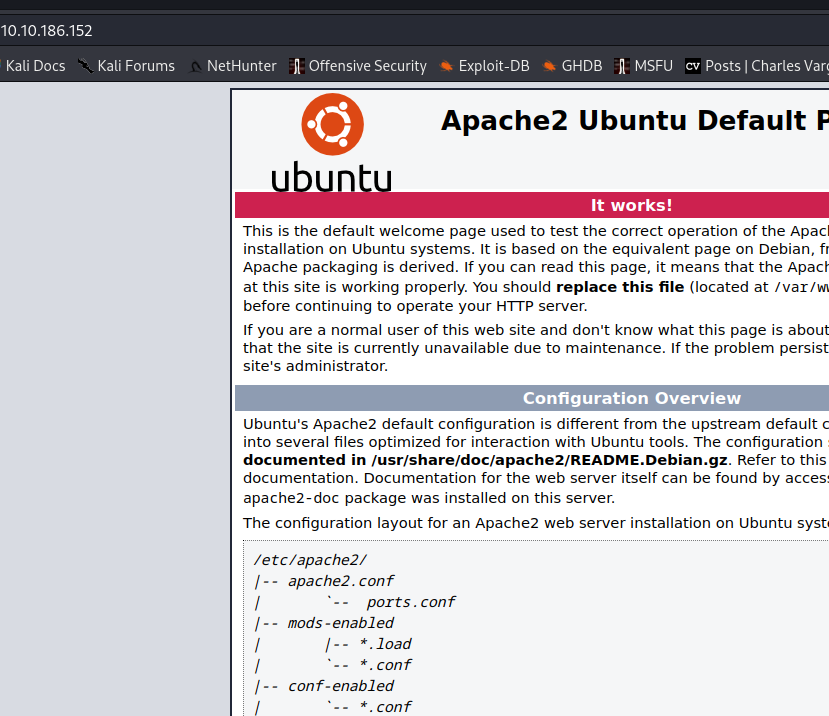 10.10.186.152
Kali Docs Kali Forums NetHunter Offensive Security Exploit-DB GHDB MSFU CV Posts | Charles Varg
Apache2 Ubuntu Default P
ubuntu
It works!
This is the default welcome page used to test the correct operation of the Apac
installation on Ubuntu systems. It is based on the equivalent page on Debian, fr
Apache packaging is derived. If you can read this page, it means that the Apach
at this site is working properly. You should replace this file (located at /var/w
before continuing to operate your HTTP server.
If you are a normal user of this web site and don't know what this page is about
that the site is currently unavailable due to maintenance. If the problem persist
site's administrator.
Configuration Overview
Ubuntu's Apache2 default configuration is different from the upstream default c
into several files optimized for interaction with Ubuntu tools. The configuration s
documented in /usr/share/doc/apache2/README.Debian.gz. Refer to this
documentation. Documentation for the web server itself can be found by access
apache2-doc package was installed on this server.
The configuration layout for an Apache2 web server installation on Ubuntu syste
/etc/apache2/
|-- apache2.conf
|       `--  ports.conf
|-- mods-enabled
|       |-- *.load
|       `-- *.conf
|-- conf-enabled
|       `-- *.conf